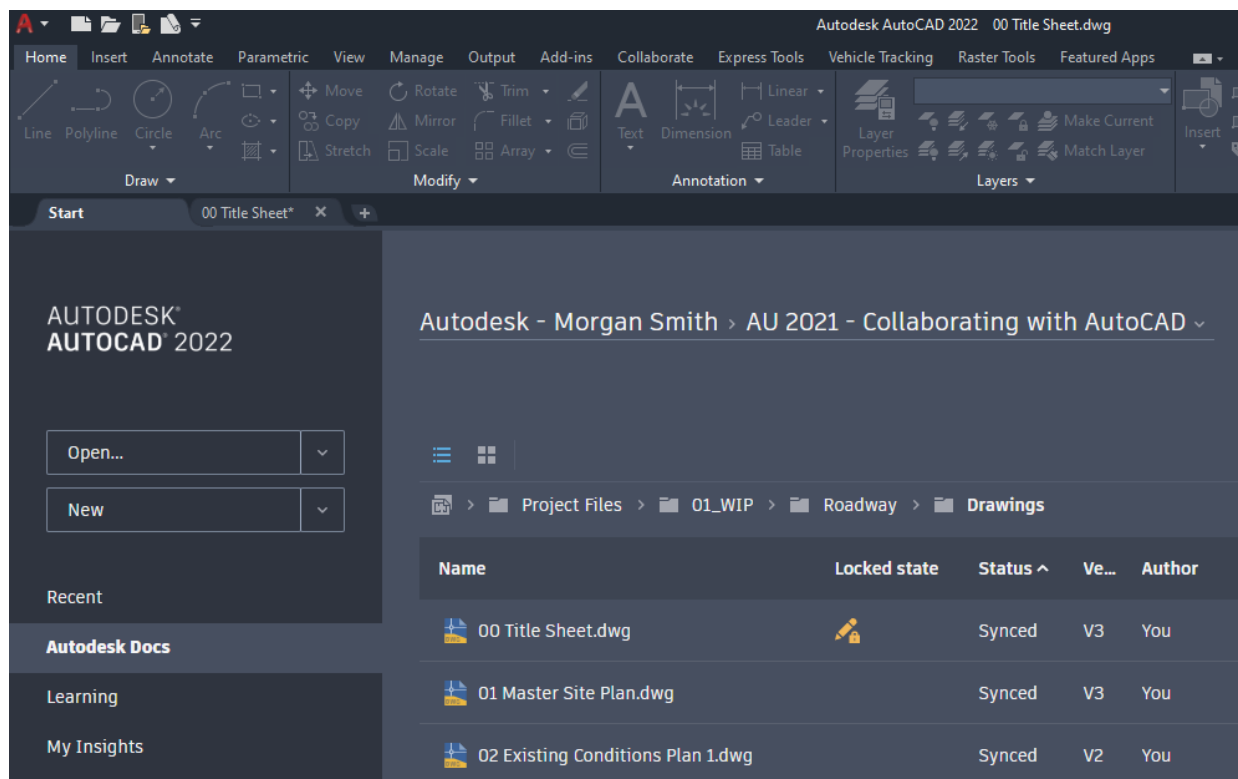 Autodesk AutoCAD 2022 00 Title Sheet.dwg
Home Insert Annotate Parametric View Manage Output Add-ins Collaborate Express Tools Vehicle Tracking Raster Tools Featured Apps
Move Rotate Trim Linear
Line Polyline Circle Arc Copy Mirror Fillet Text Dimension Leader Layer Properties Make Current Insert
Stretch Scale Array Table Match Layer
Draw Modify Annotation Layers
Start 00 Title Sheet* +
AUTODESK®
AUTOCAD® 2022
Autodesk - Morgan Smith › AU 2021 - Collaborating with AutoCAD
Open...
New
Project Files > 01_WIP > Roadway > Drawings
Name Locked state Status Ve... Author
Recent
00 Title Sheet.dwg Synced V3 You
Autodesk Docs
01 Master Site Plan.dwg Synced V3 You
Learning
My Insights
02 Existing Conditions Plan 1.dwg Synced V2 You